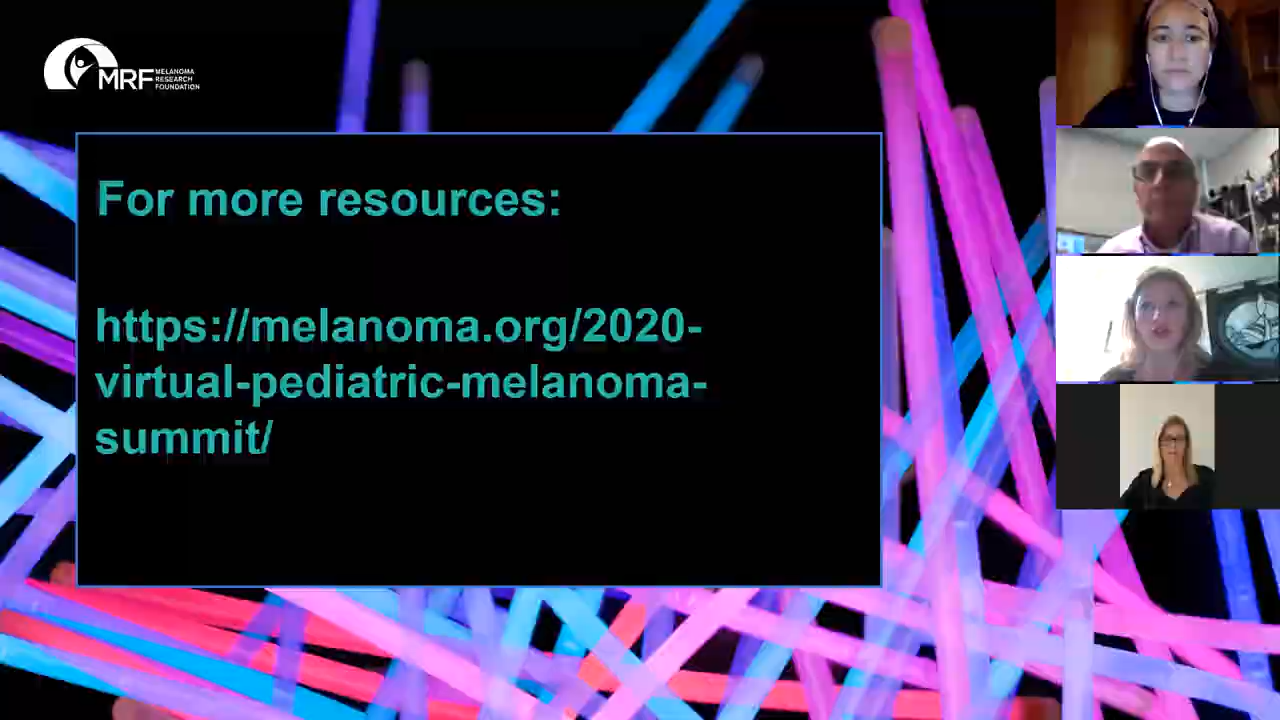 MRF
MELANOMA
RESEARCH
FOUNDATION
For more resources:
https://melanoma.org/2020-
virtual-pediatric-melanoma-
summit/